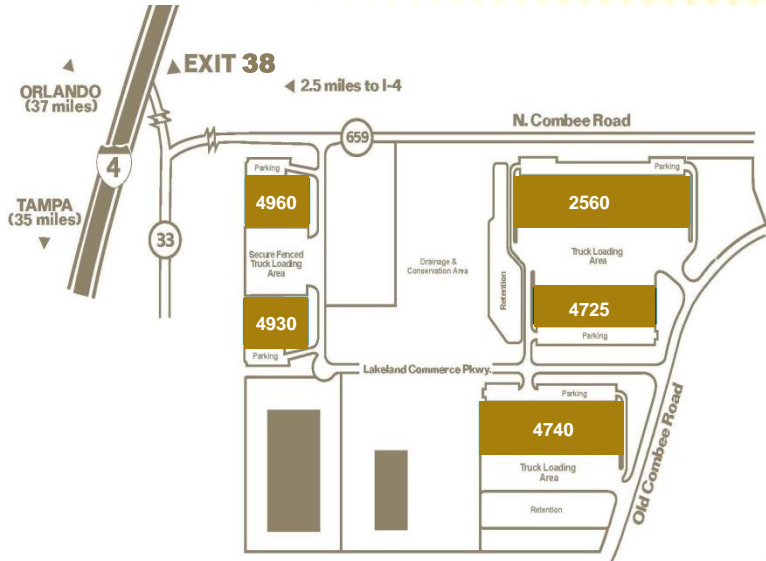 EXIT 38
ORLANDO
(37 miles)
2.5 miles to I-4
N. Combee Road
659
4
TAMPA
(35 miles)
33
Parking
4960
Secure Fenced
Truck Loading
Area
4930
Parking
Drainage &
Conservation Area
Retention
Parking
2560
Truck Loading
Area
4725
Parking
Lakeland Commerce Pkwy.
Parking
4740
Truck Loading
Area
Retention
Old Combee Road